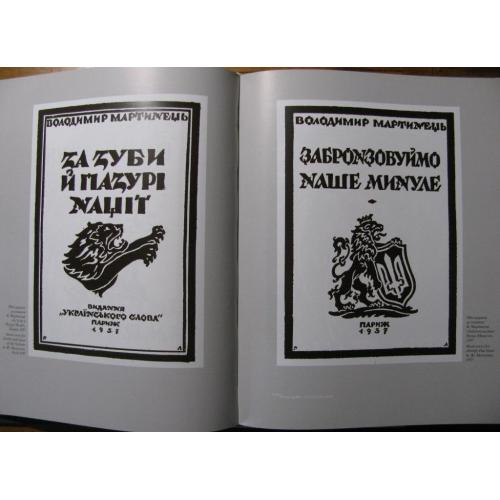 ВОЛОДИМИР МАРТИНЕЦЬ
ЗА ЗУБИ
Й ПАЗУРІ
НАЦІЇ
ВИДАННЯ
„УКРАЇНСЬКОГО СЛОВА"
ПАРИЖ
1937
ВОЛОДИМИР МАРТИНЕЦЬ
ЗАБРОНЗОВУЙМО
НАШЕ МИНУЛЕ
ПАРИЖ
1937